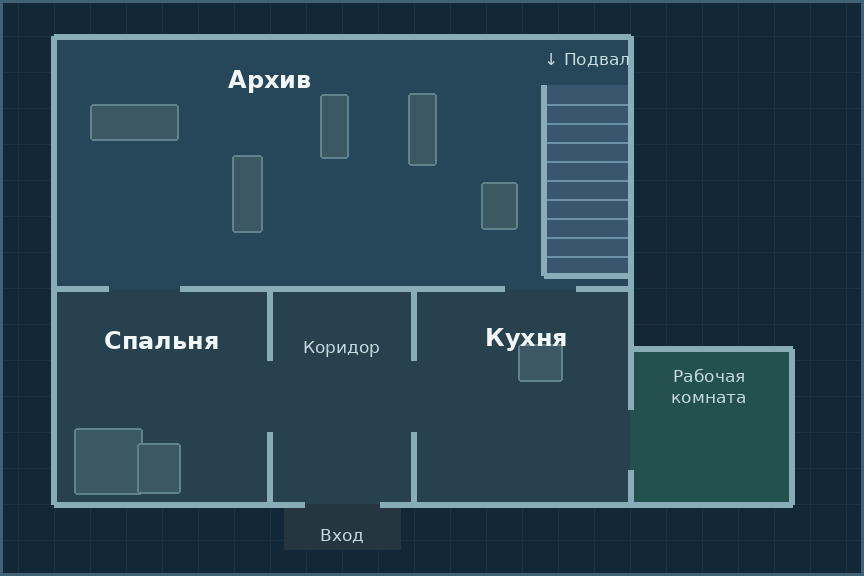 ↓ Подвал
Архив
Спальня
Коридор
Кухня
Рабочая
комната
Вход